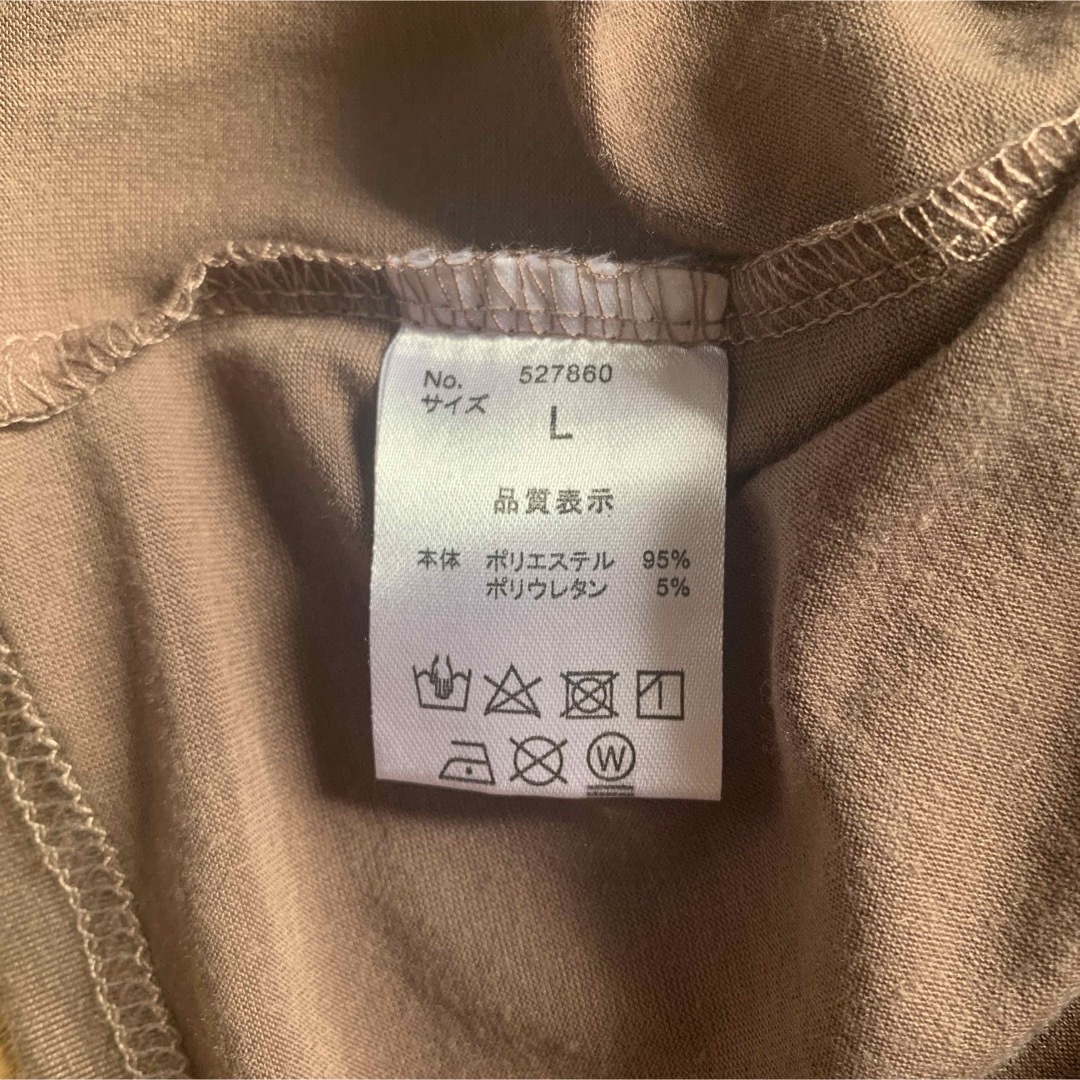 No. 527860
サイズ L
品質表示
本体 ポリエステル 95%
ポリウレタン 5%
W